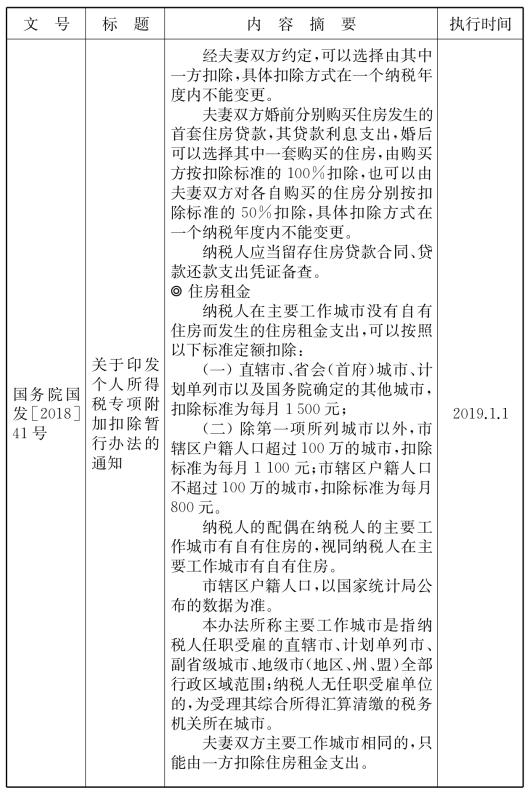 文 号
标 题
内 容 摘 要
执行时间
国务院国
发[2018]
41号
关于印发
个人所得
税专项附
加扣除暂
行办法的
通知
经夫妻双方约定,可以选择由其中
一方扣除,具体扣除方式在一个纳税年
度内不能变更。
夫妻双方婚前分别购买住房发生的
首套住房贷款,其贷款利息支出,婚后
可以选择其中一套购买的住房,由购买
方按扣除标准的100%扣除,也可以由
夫妻双方对各自购买的住房分别按扣
除标准的50%扣除,具体扣除方式在
一个纳税年度内不能变更。
纳税人应当留存住房贷款合同、贷
款还款支出凭证备查。
◎ 住房租金
纳税人在主要工作城市没有自有
住房而发生的住房租金支出,可以按照
以下标准定额扣除:
(一) 直辖市、省会(首府)城市、计
划单列市以及国务院确定的其他城市,
扣除标准为每月1 500元;
(二) 除第一项所列城市以外,市
辖区户籍人口超过100万的城市,扣除
标准为每月1 100元;市辖区户籍人口
不超过100万的城市,扣除标准为每月
800元。
纳税人的配偶在纳税人的主要工
作城市有自有住房的,视同纳税人在主
要工作城市有自有住房。
市辖区户籍人口,以国家统计局公
布的数据为准。
本办法所称主要工作城市是指纳
税人任职受雇的直辖市、计划单列市、
副省级城市、地级市(地区、州、盟)全部
行政区域范围;纳税人无任职受雇单位
的,为受理其综合所得汇算清缴的税务
机关所在城市。
夫妻双方主要工作城市相同的,只
能由一方扣除住房租金支出。
2019.1.1